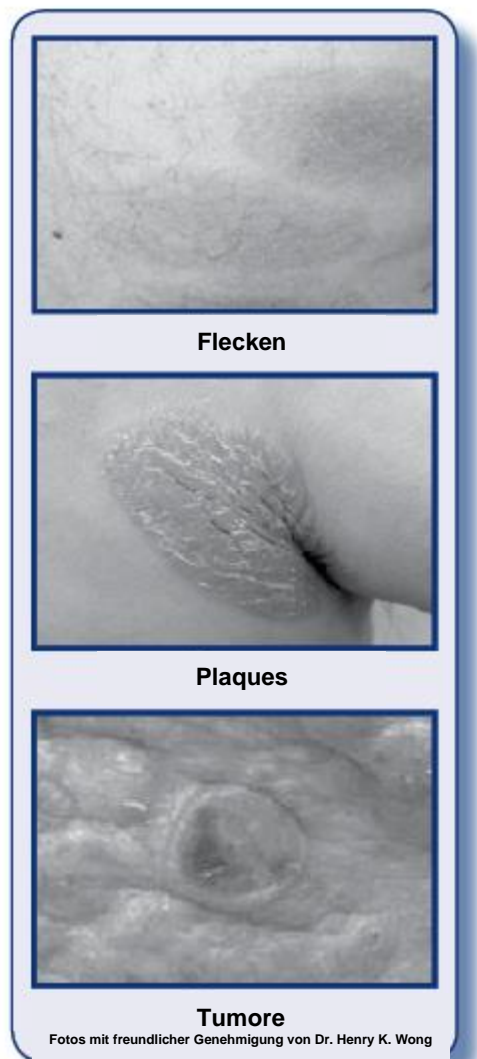 Flecken
Plaques
Tumore
Fotos mit freundlicher Genehmigung von Dr. Henry K. Wong